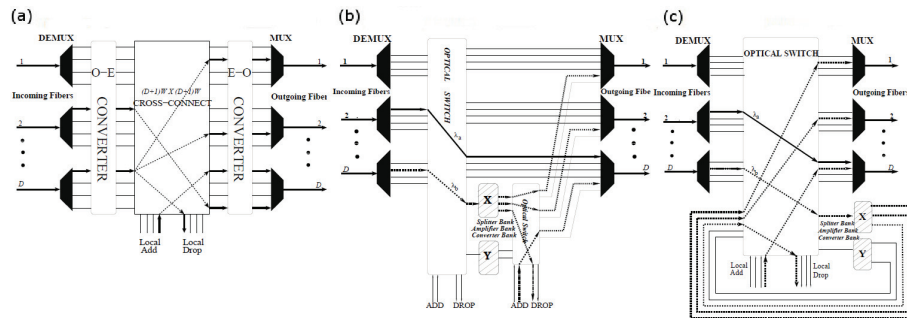 (a)
DEMUX
MUX
O-E
E-O
1
1
(D+1)W X (D+1)W
CROSS-CONNECT
Incoming Fibers
Outgoing Fiber
CONVERTER
CONVERTER
2
2
D
D
Local
Add
Local
Drop
(b)
DEMUX
MUX
OPTICAL SWITCH
1
1
Incoming Fibers
Outgoing Fibe
2
2
D
D
X
Splitter Bank
Amplifier Bank
Converter Bank
Y
Optical Switch
ADD
DROP
ADD
DROP
(c)
DEMUX
MUX
OPTICAL SWITCH
1
1
Incoming Fibers
Outgoing Fibers
2
2
D
D
X
Splitter Bank
Amplifier Bank
Converter Bank
Y
Local
Add
Local
Drop